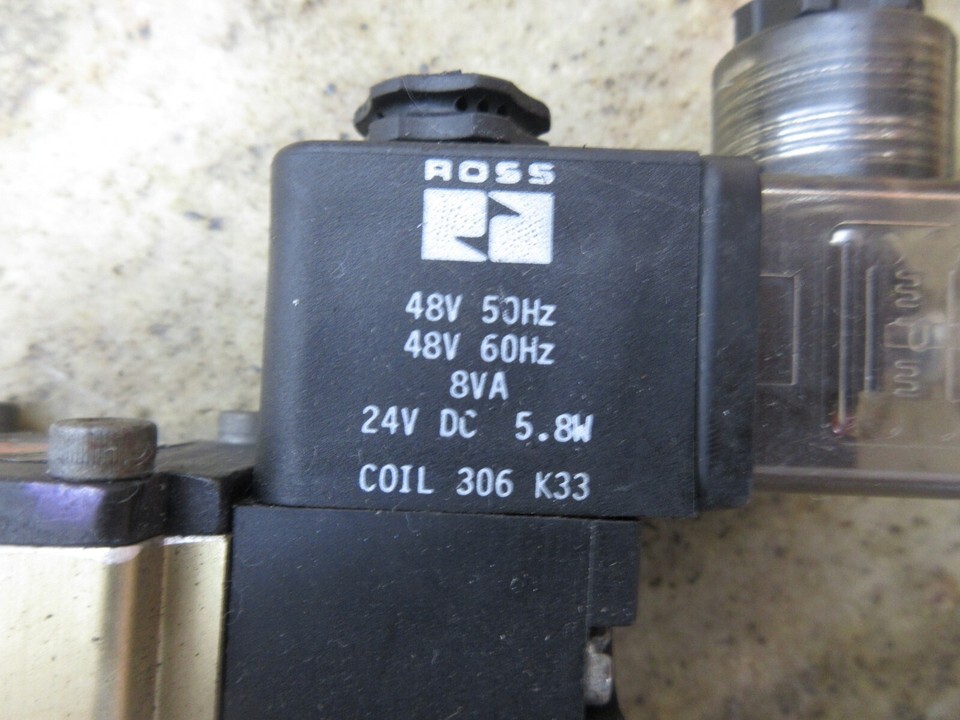 ROSS
48V 50Hz
48V 60Hz
8VA
24V DC 5.8W
COIL 306 K33